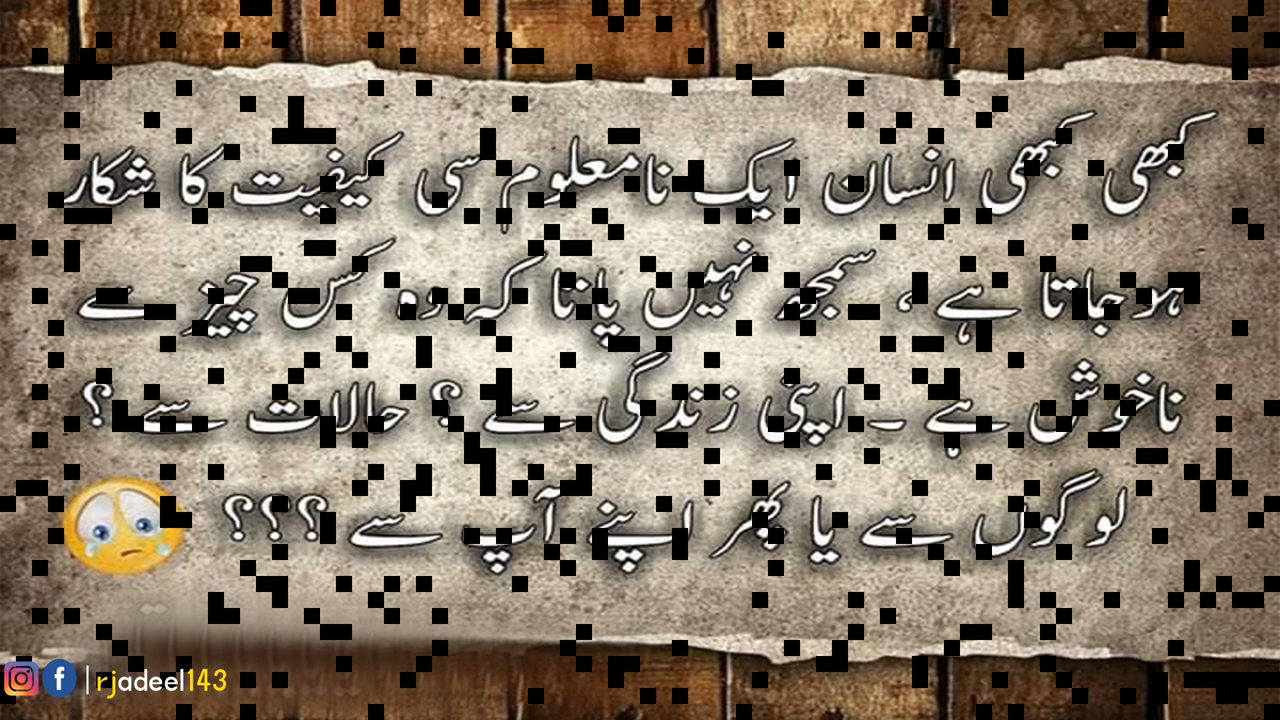 کبھی کبھی انسان ایک نامعلوم سی کیفیت کا شکار
ہو جاتا ہے ، سمجھ نہیں پاتا کہ وہ کس چیز سے
ناخوش ہے ۔ اپنی زندگی سے ؟ حالات سے ؟
لوگوں سے یا پھر اپنے آپ سے ؟؟؟
|rjadeel143